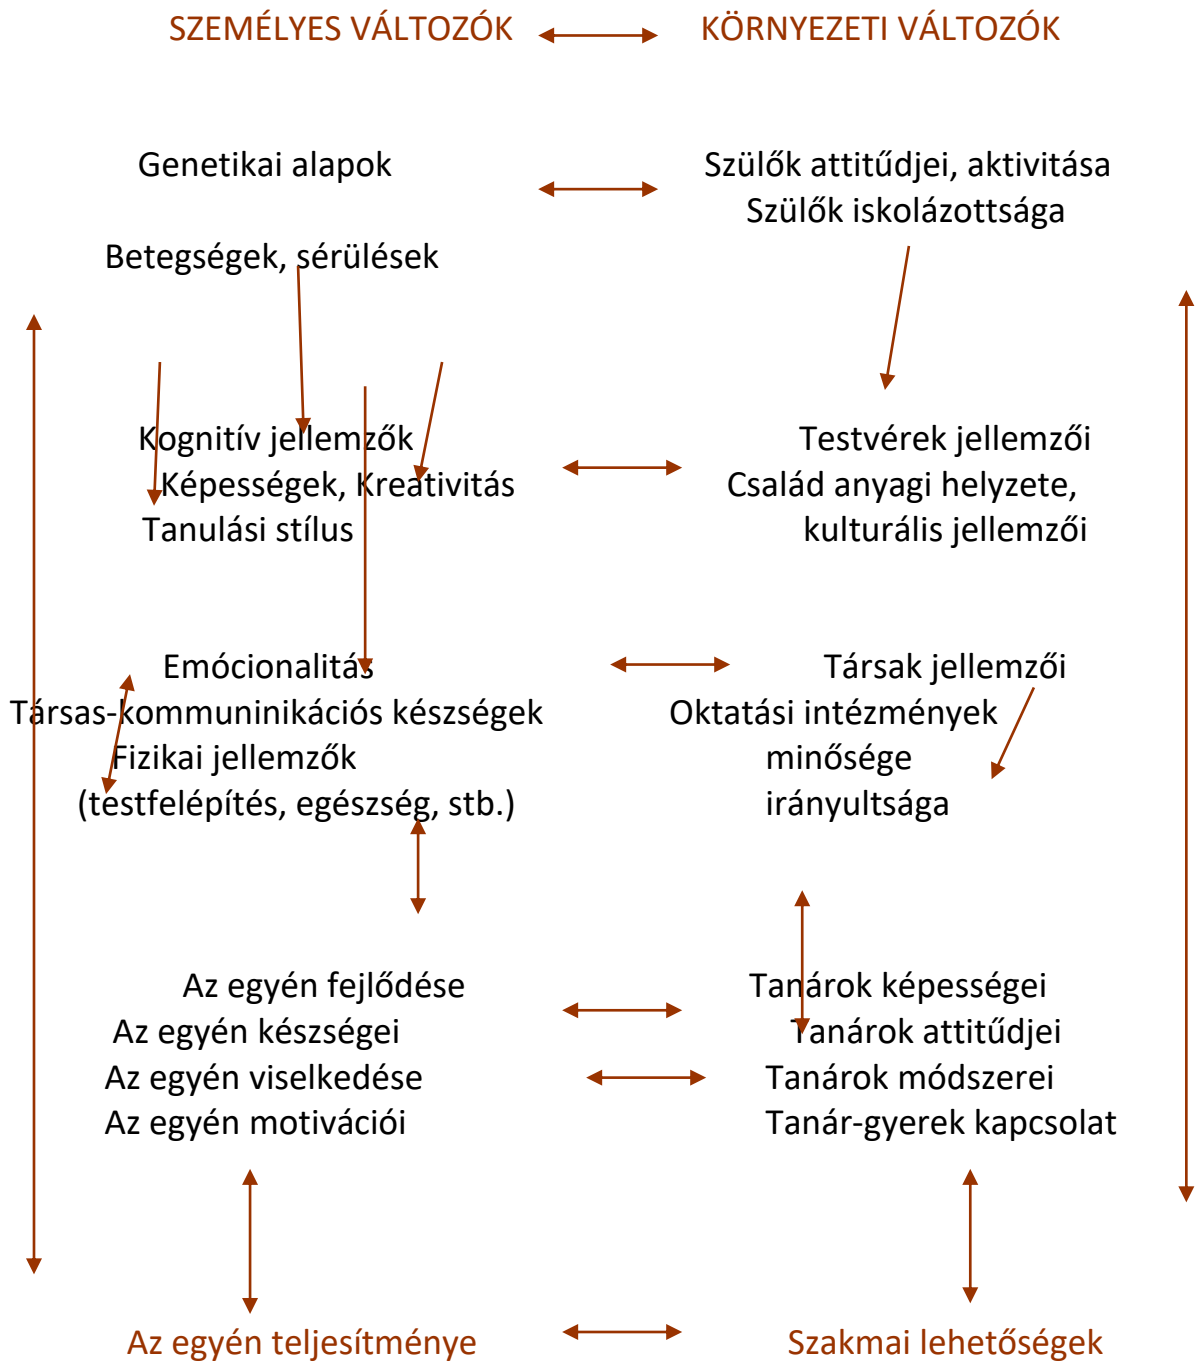 SZEMÉLYES VÁLTOZÓK
KÖRNYEZETI VÁLTOZÓK
Genetikai alapok
Szülők attitűdjei, aktivitása
Szülők iskolázottsága
Betegségek, sérülések
Kognitív jellemzők
Képességek, Kreativitás
Tanulási stílus
Testvérek jellemzői
Család anyagi helyzete,
kulturális jellemzői
Emócionalitás
Társas-kommuninikációs készségek
Fizikai jellemzők
(testfelépítés, egészség, stb.)
Társak jellemzői
Oktatási intézmények
minősége
irányultsága
Az egyén fejlődése
Az egyén készségei
Az egyén viselkedése
Az egyén motivációi
Tanárok képességei
Tanárok attitűdjei
Tanárok módszerei
Tanár-gyerek kapcsolat
Az egyén teljesítménye
Szakmai lehetőségek